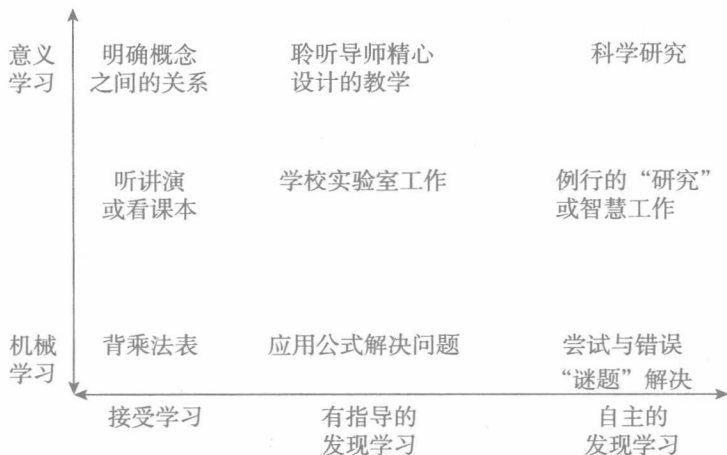 意义
学习
明确概念
之间的关系
聆听导师精心
设计的教学
科学研究
听讲演
或看课本
学校实验室工作
例行的“研究”
或智慧工作
机械
学习
背乘法表
应用公式解决问题
尝试与错误
“谜题”解决
接受学习
有指导的
发现学习
自主的
发现学习